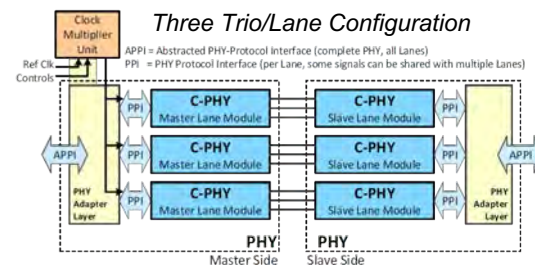 Three Trio/Lane Configuration
Clock
Multiplier
Unit
APPI = Abstracted PHY-Protocol Interface (complete PHY, all Lanes)
PPI = PHY Protocol Interface (per Lane, some signals can be shared with multiple Lanes)
Ref Clk
Controls
PPI
C-PHY
Master Lane Module
C-PHY
Slave Lane Module
PPI
APPI
PPI
C-PHY
Master Lane Module
C-PHY
Slave Lane Module
PPI
APPI
PHY
Adapter
Layer
PPI
C-PHY
Master Lane Module
C-PHY
Slave Lane Module
PPI
PHY
Adapter
Layer
PHY
PHY
Master Side
Slave Side